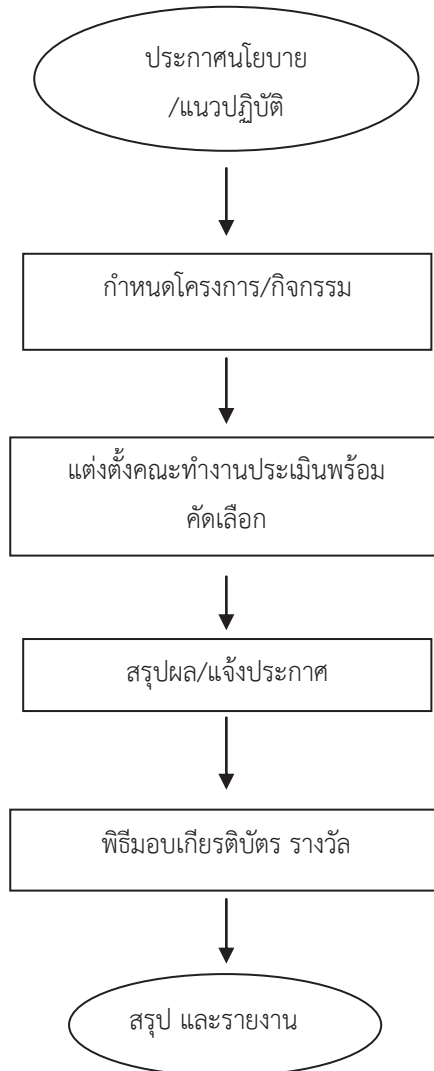 ประกาศนโยบาย
/แนวปฏิบัติ
กำหนดโครงการ/กิจกรรม
แต่งตั้งคณะทำงานประเมินพร้อม
คัดเลือก
สรุปผล/แจ้งประกาศ
พิธีมอบเกียรติบัตร รางวัล
สรุป และรายงาน